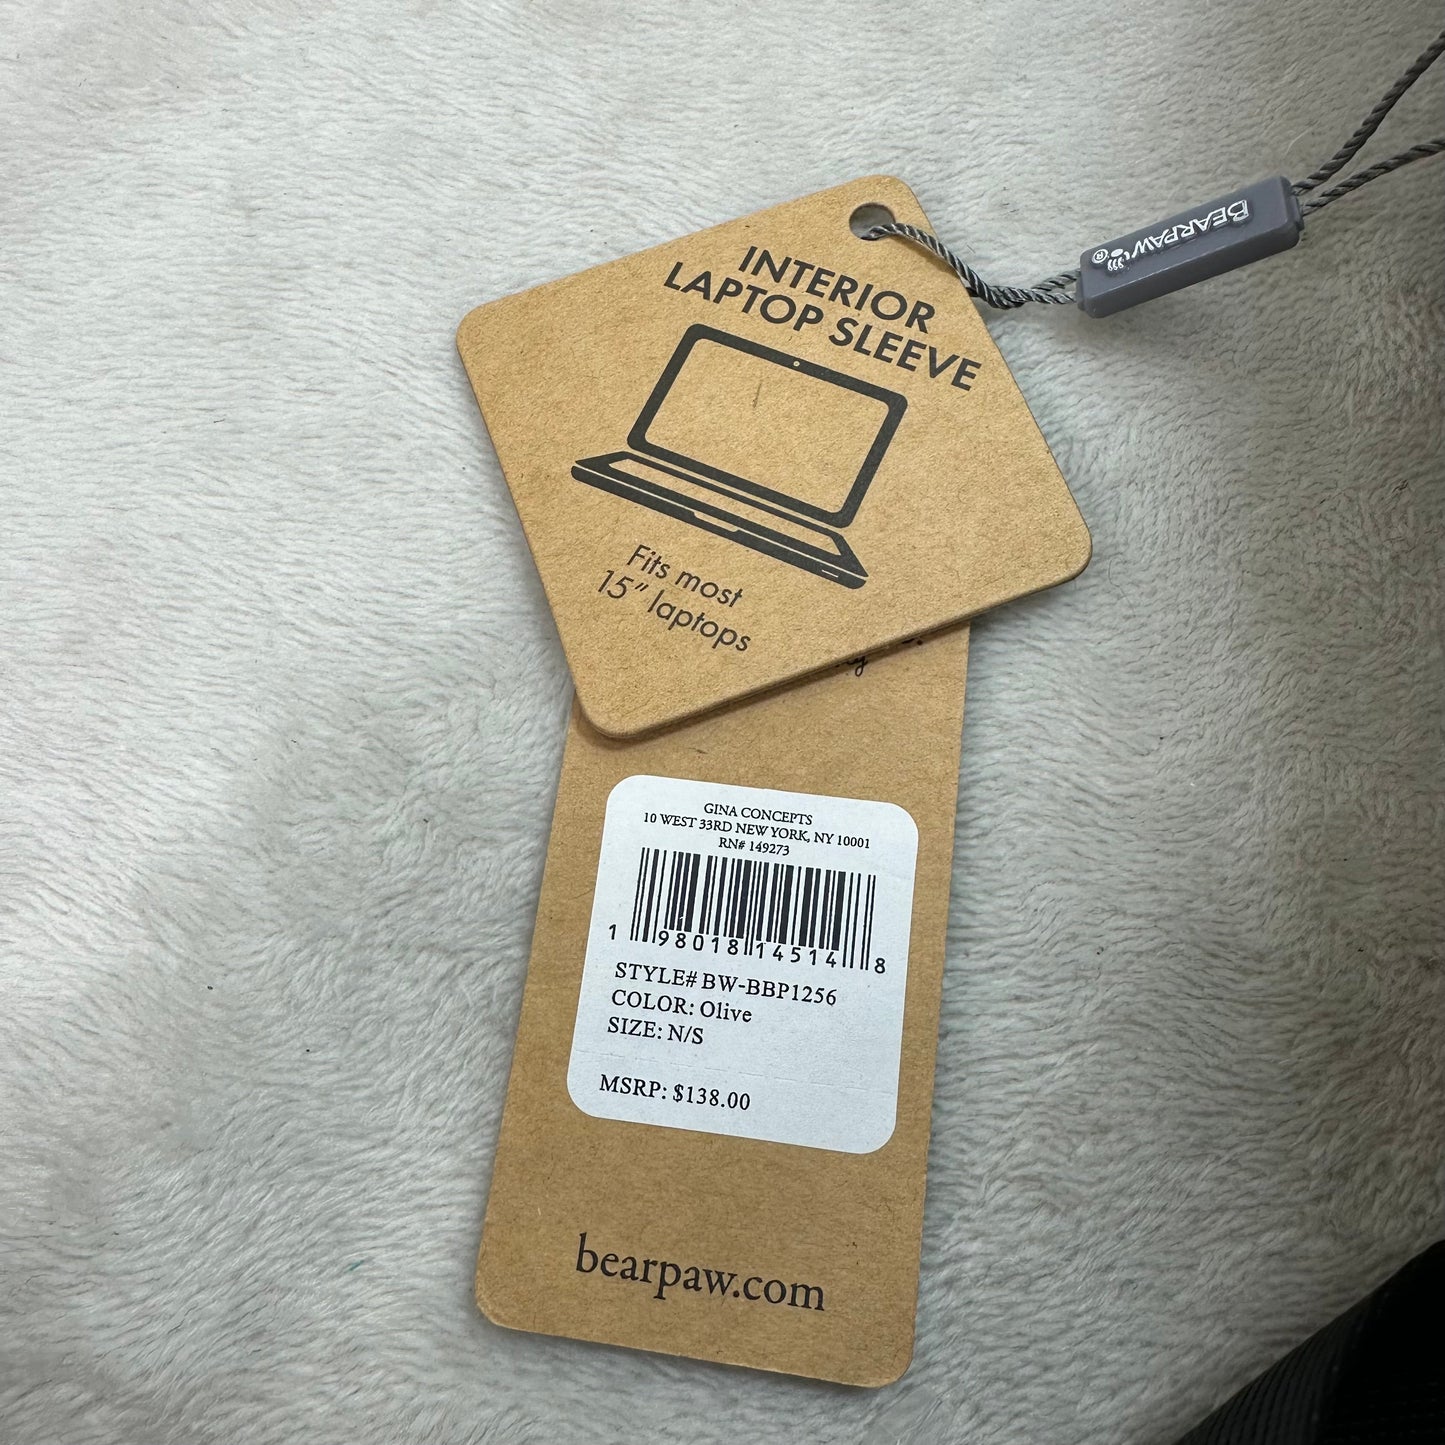 BEARPAW®
INTERIOR
LAPTOP SLEEVE
Fits most
15" laptops
GINA CONCEPTS
10 WEST 33RD NEW YORK, NY 10001
RN# 149273
1 98018 14514 8
STYLE# BW-BBP1256
COLOR: Olive
SIZE: N/S
MSRP: $138.00
bearpaw.com